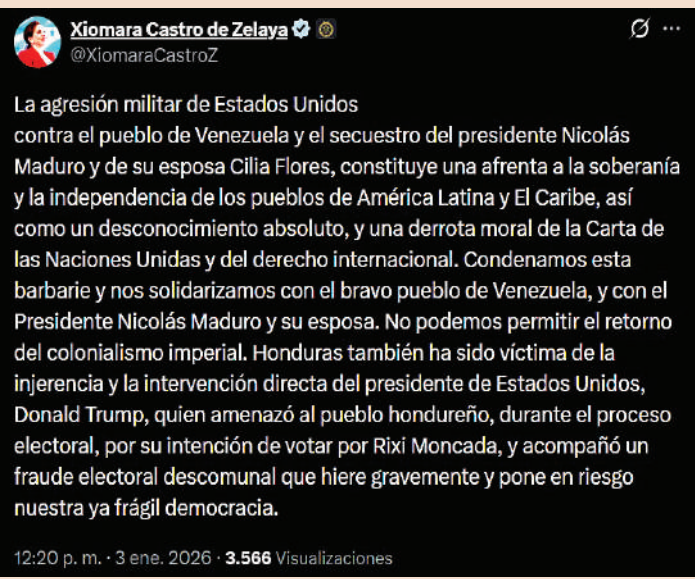 Xiomara Castro de Zelaya
@XiomaraCastroZ
La agresión militar de Estados Unidos
contra el pueblo de Venezuela y el secuestro del presidente Nicolás
Maduro y de su esposa Cilia Flores, constituye una afrenta a la soberanía
y la independencia de los pueblos de América Latina y El Caribe, así
como un desconocimiento absoluto, y una derrota moral de la Carta de
las Naciones Unidas y del derecho internacional. Condenamos esta
barbarie y nos solidarizamos con el bravo pueblo de Venezuela, y con el
Presidente Nicolás Maduro y su esposa. No podemos permitir el retorno
del colonialismo imperial. Honduras también ha sido víctima de la
injerencia y la intervención directa del presidente de Estados Unidos,
Donald Trump, quien amenazó al pueblo hondureño, durante el proceso
electoral, por su intención de votar por Rixi Moncada, y acompañó un
fraude electoral descomunal que hiere gravemente y pone en riesgo
nuestra ya frágil democracia.
12:20 p. m. · 3 ene. 2026 · 3.566 Visualizaciones